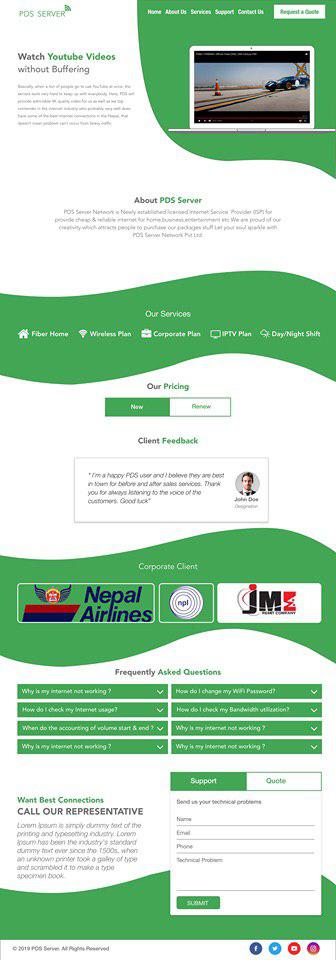 PDS SERVER
Home About Us Services Support Contact Us Request a Quote
Watch Youtube Videos
without Buffering
Basically when a lot of people go to use YouTube at once, the
servers work very hard to keep up with everybody. Here, PDS will
provide admirable 4K quality video for us as well as we top
connected in the internet industry who probably very well does
have some of the best internet connections in the Nepal, that
doesn't mean problem can't occur from heavy traffic.
About PDS Server
PDS Server Network is Newly established licensed Internet Service Provider (ISP) for
provide cheap & reliable internet for home,business,entertainment etc. We are proud of our
creativity which attracts people to purchase our packages stuff. Let your soul sparkle with
PDS Server Network Pvt.Ltd.
Our Services
Fiber Home Wireless Plan Corporate Plan IPTV Plan Day/Night Shift
Our Pricing
New Renew
Client Feedback
" I'm a happy PDS user and I believe they are best
in town for before and after sales services. Thank
you for always listening to the voice of the
customers. Good luck"
John Doe
Designation
Corporate Client
Nepal
Airlines
npl
JMZ
MONEY COMPANY
Frequently Asked Questions
Why is my internet not working ? How do I change my WiFi Password?
How do I check my Internet usage? How do I check my Bandwidth utilization?
When do the accounting of volume start & end ? Why is my internet not working ?
Why is my internet not working ? Why is my internet not working ?
Support Quote
Want Best Connections
CALL OUR REPRESENTATIVE
Lorem Ipsum is simply dummy text of the
printing and typesetting industry. Lorem
Ipsum has been the industry's standard
dummy text ever since the 1500s, when
an unknown printer took a galley of type
and scrambled it to make a type
specimen book.
Send us your technical problems
Name
Email
Phone
Technical Problem
SUBMIT
© 2019 PDS Server. All Rights Reserved